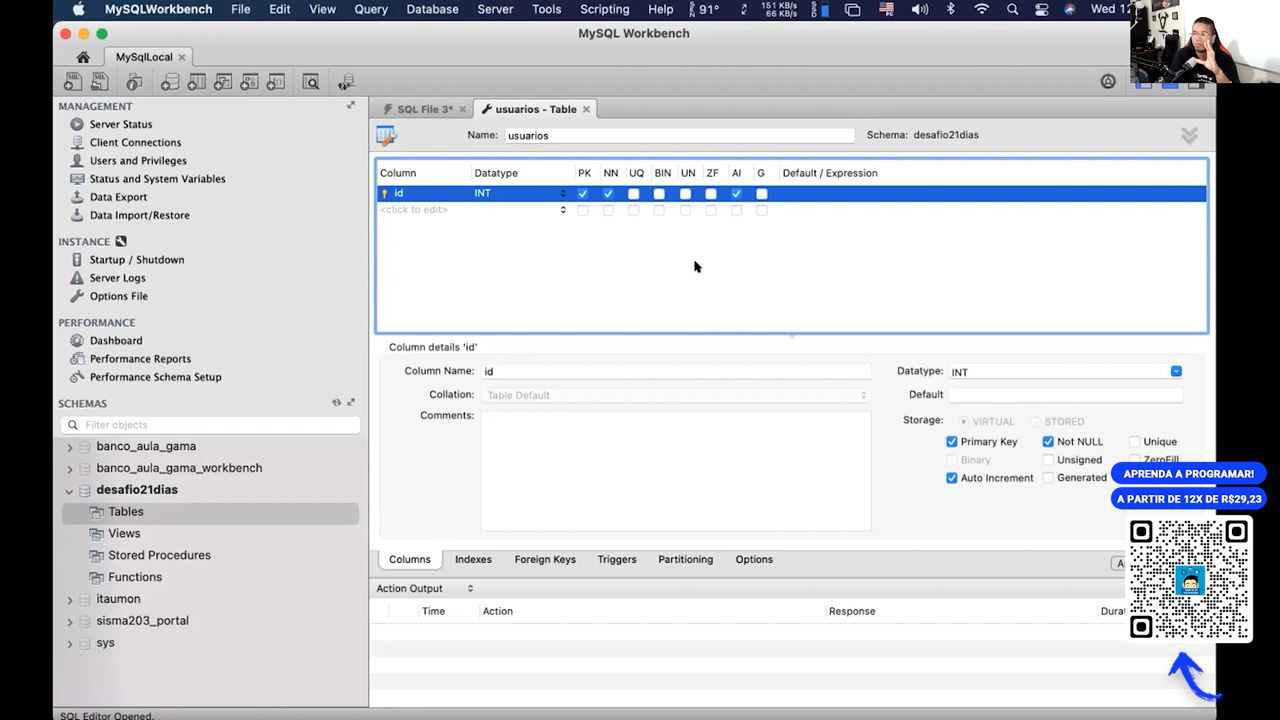 MySQLWorkbench File Edit View Query Database Server Tools Scripting Help 91° 151 KB/s 66 KB/s Wed 12
MySQL Workbench
MySqlLocal
MANAGEMENT
Server Status
Client Connections
Users and Privileges
Status and System Variables
Data Export
Data Import/Restore
INSTANCE
Startup / Shutdown
Server Logs
Options File
PERFORMANCE
Dashboard
Performance Reports
Performance Schema Setup
SCHEMAS
Filter objects
banco_aula_gama
banco_aula_gama_workbench
desafio21dias
Tables
Views
Stored Procedures
Functions
itaumon
sisma203_portal
sys
SQL File 3* usuarios - Table
Name: usuarios Schema: desafio21dias
Column Datatype PK NN UQ BIN UN ZF AI G Default / Expression
id INT
<click to edit>
Column details 'id'
Column Name: id Datatype: INT
Collation: Table Default Default
Comments: Storage: VIRTUAL STORED
Primary Key Not NULL Unique
Binary Unsigned ZeroFill
Auto Increment Generated
APRENDA A PROGRAMAR!
A PARTIR DE 12X DE R$29,23
Columns Indexes Foreign Keys Triggers Partitioning Options
Action Output
Time Action Response Durat
SQL Editor Opened.